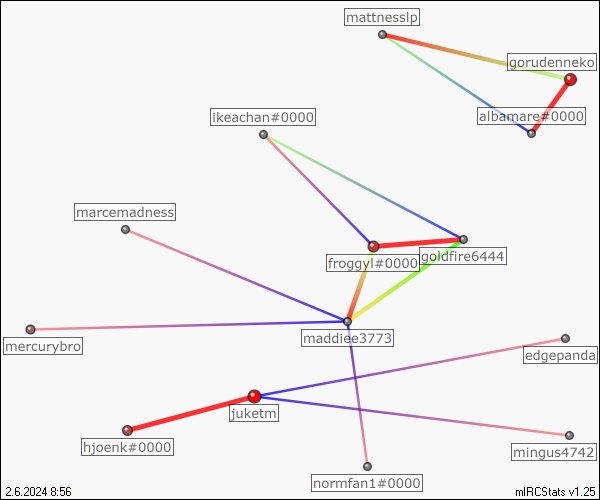 mattnesslp
gorudenneko
ikeachan#0000
albamare#0000
marcemadness
froggyl#0000
goldfire6444
mercurybro
maddiee3773
edgepanda
juketm
hjoenk#0000
mingus4742
normfan1#0000
2.6.2024 8:56
mIRCStats v1.25